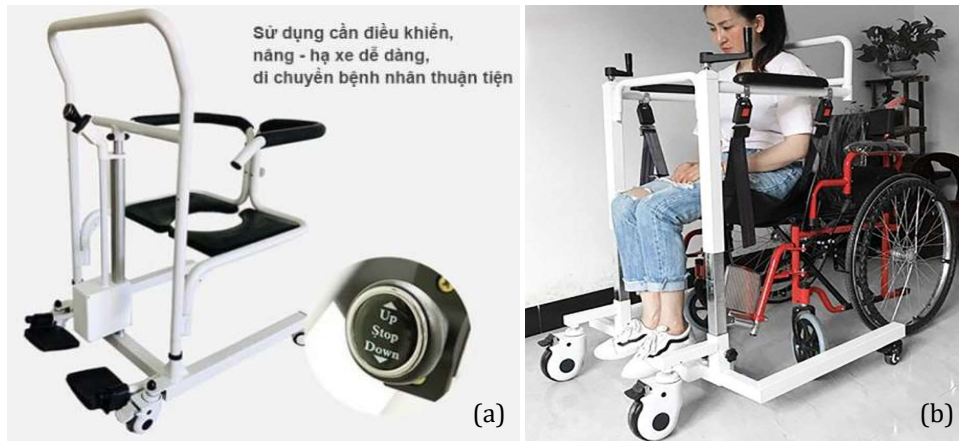 Sử dụng cần điều khiển,
nâng - hạ xe dễ dàng,
di chuyển bệnh nhân thuận tiện
Up
Stop
Down
(a)
(b)